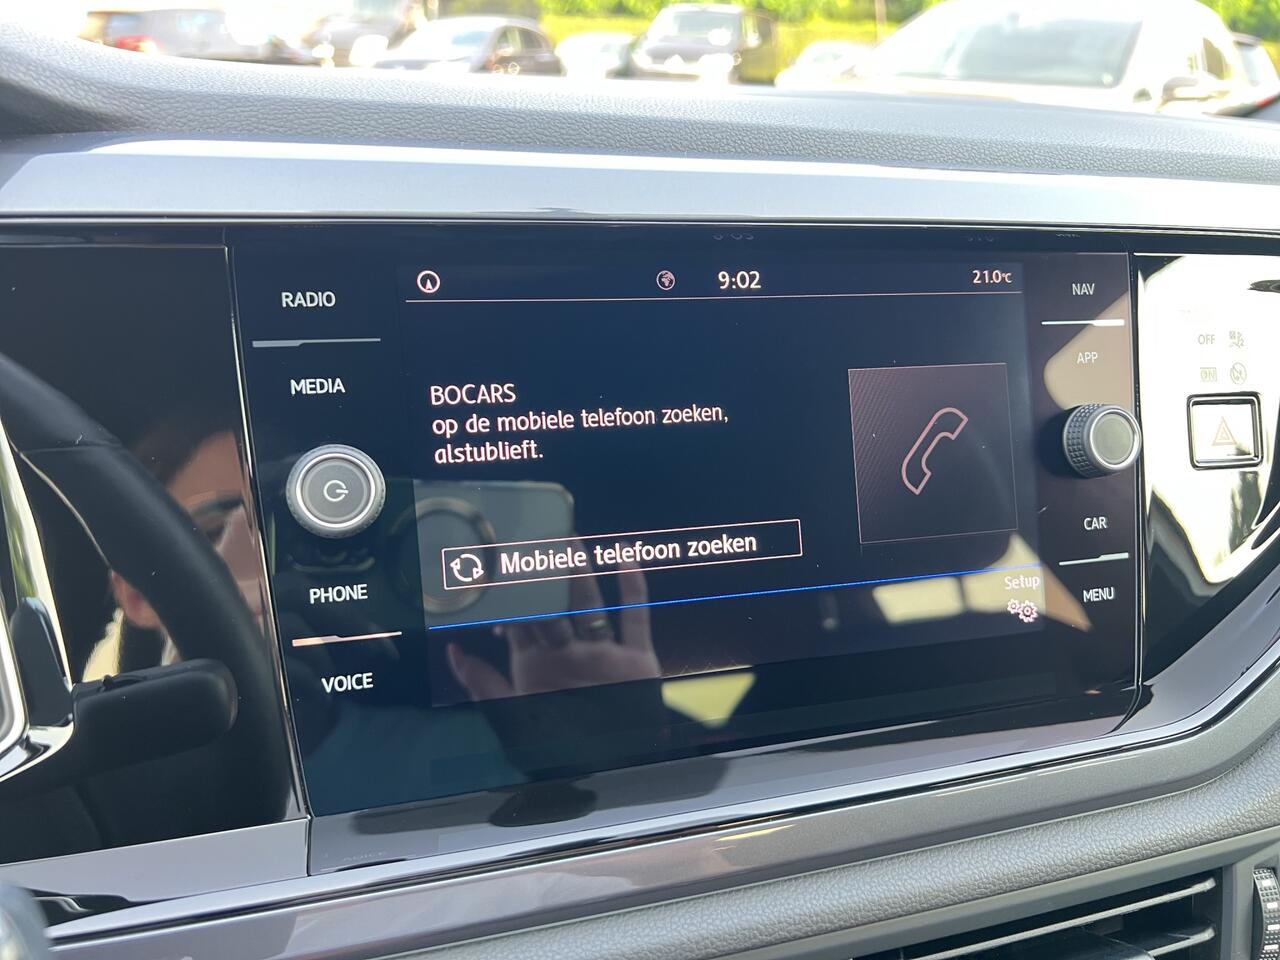 9:02
21.0°C
RADIO
MEDIA
PHONE
VOICE
BOCARS
op de mobiele telefoon zoeken,
alstublieft.
Mobiele telefoon zoeken
Setup
NAV
APP
CAR
MENU
OFF
ON